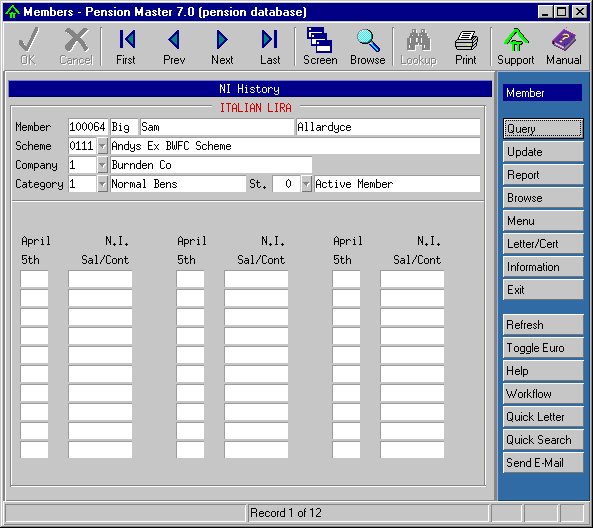 Members - Pension Master 7.0 (pension database)
OK Cancel First Prev Next Last Screen Browse Lookup Print Support Manual
NI History
ITALIAN LIRA
Member 100064 Big Sam Allardyce
Scheme 0111 Andys Ex BWFC Scheme
Company 1 Burnden Co
Category 1 Normal Bens St. 0 Active Member
April N.I. April N.I. April N.I.
5th Sal/Cont 5th Sal/Cont 5th Sal/Cont
Member
Query
Update
Report
Browse
Menu
Letter/Cert
Information
Exit
Refresh
Toggle Euro
Help
Workflow
Quick Letter
Quick Search
Send E-Mail
Record 1 of 12